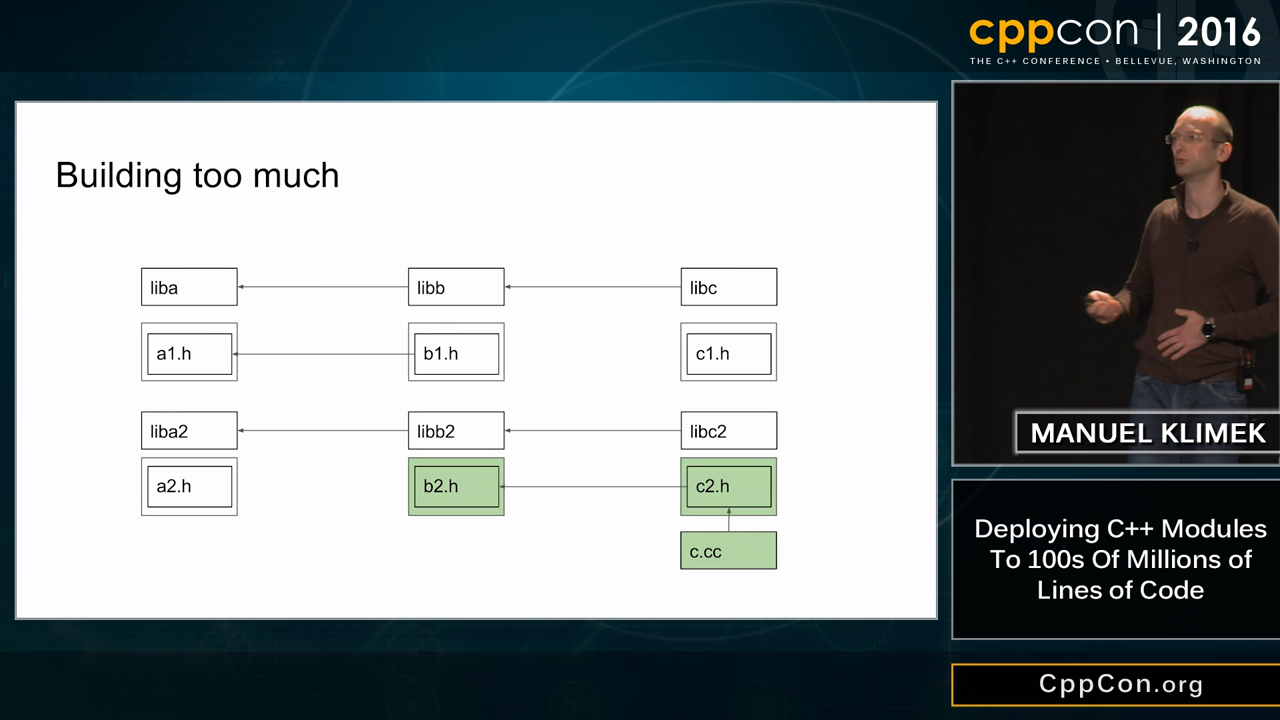 cppcon | 2016
THE C++ CONFERENCE • BELLEVUE, WASHINGTON
Building too much
liba
libb
libc
a1.h
b1.h
c1.h
liba2
libb2
libc2
a2.h
b2.h
c2.h
c.cc
MANUEL KLIMEK
Deploying C++ Modules
To 100s Of Millions of
Lines of Code
CppCon.org